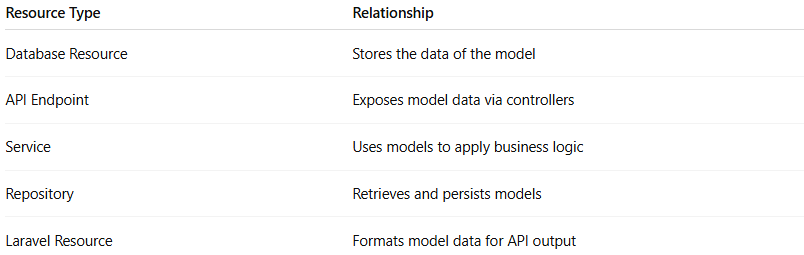 Resource Type Relationship
Database Resource Stores the data of the model
API Endpoint Exposes model data via controllers
Service Uses models to apply business logic
Repository Retrieves and persists models
Laravel Resource Formats model data for API output